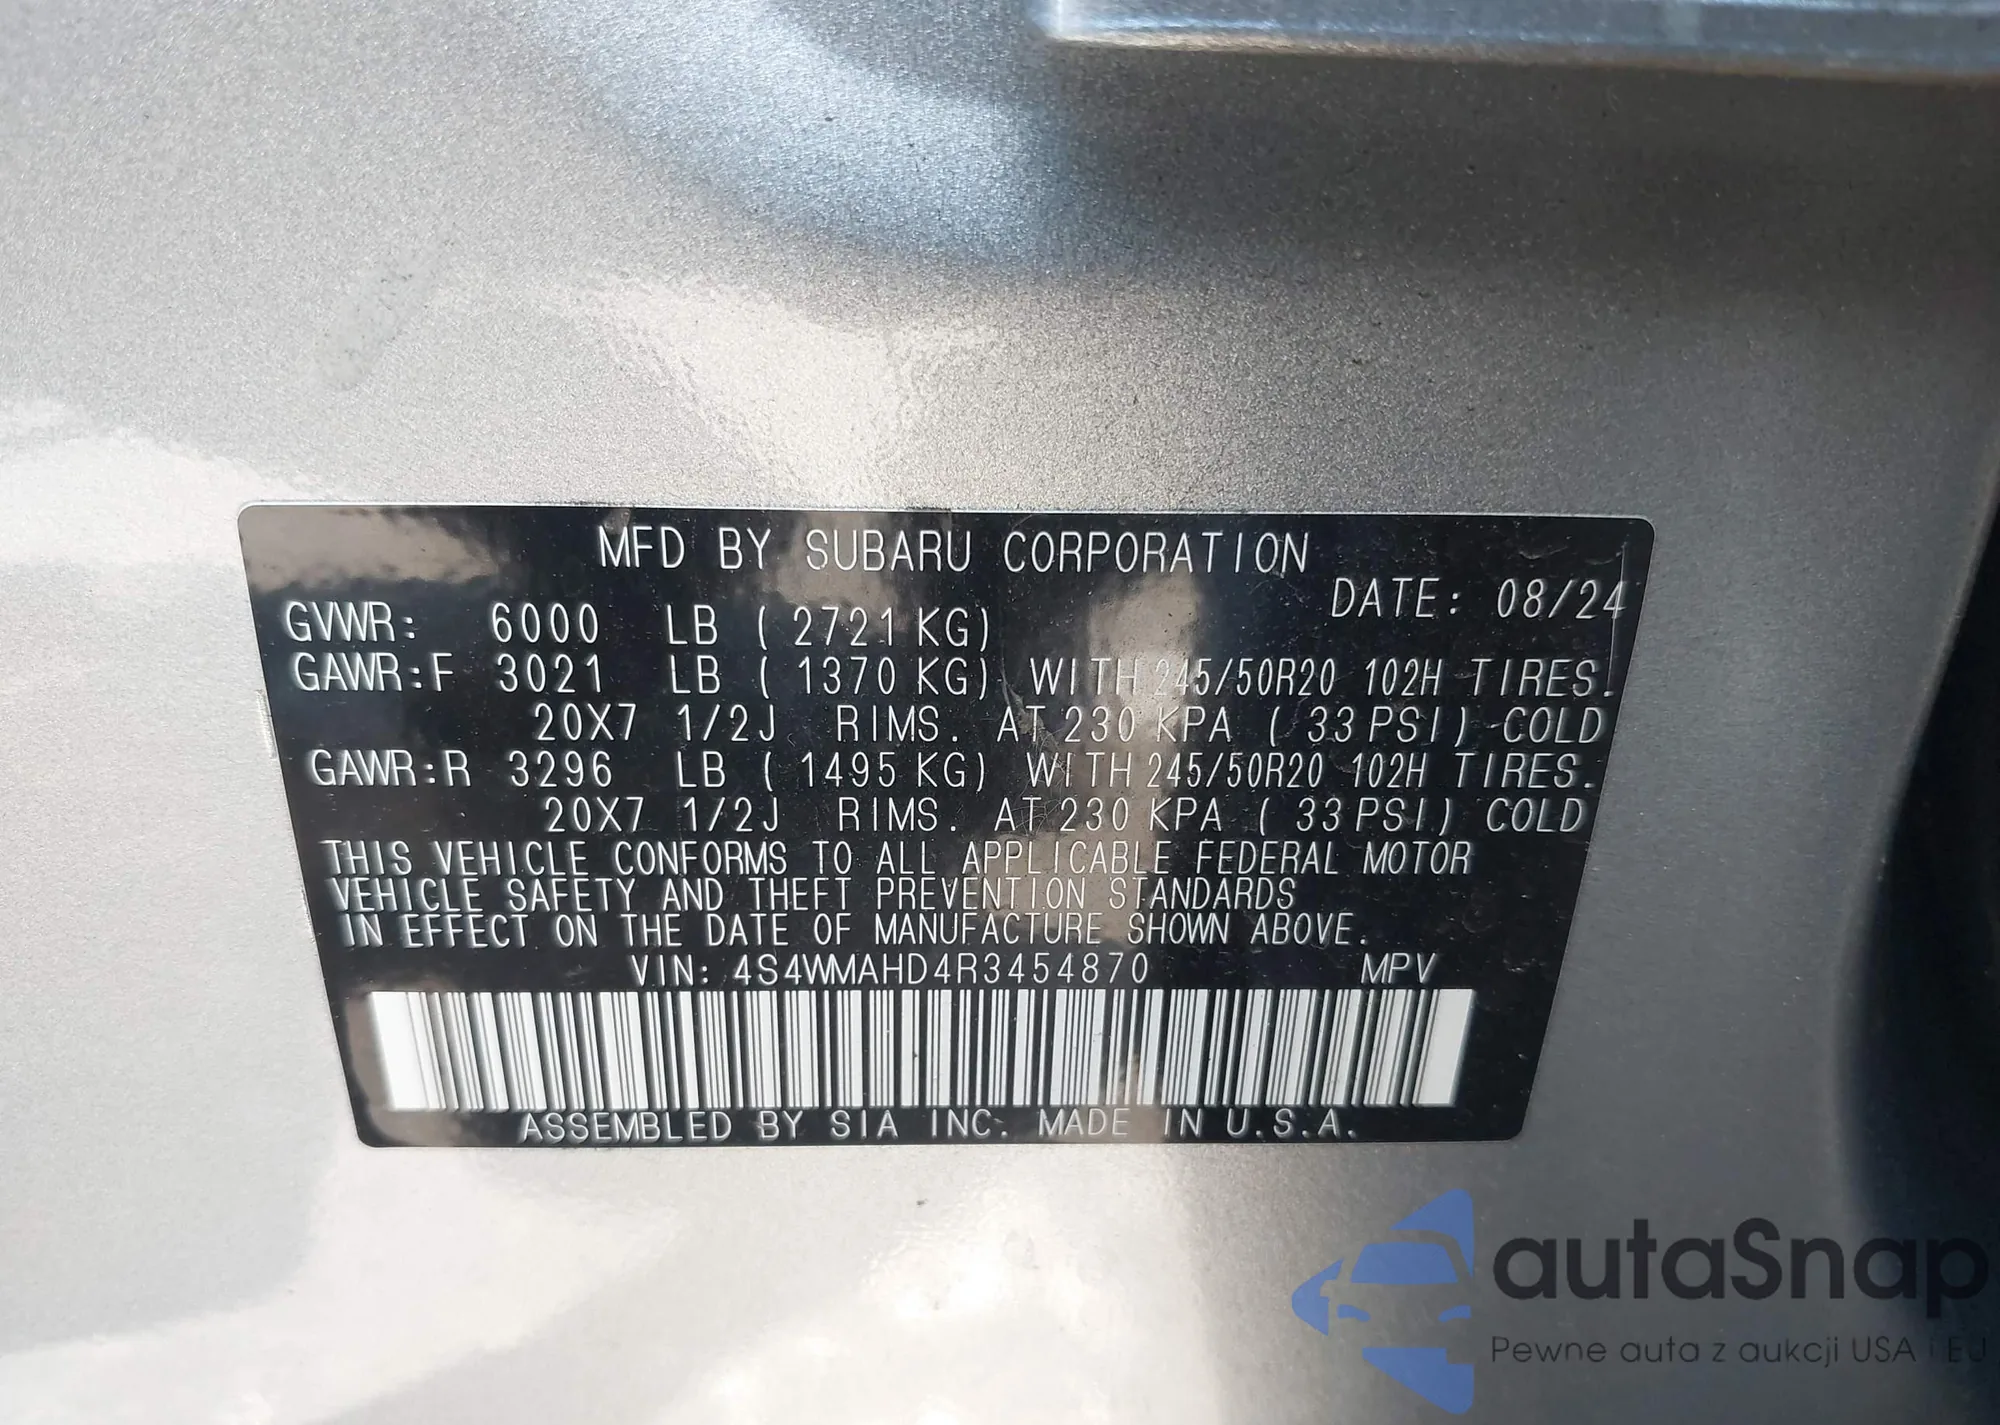 MFD BY SUBARU CORPORATION
DATE: 08/24
GVWR: 6000 LB ( 2721 KG)
GAWR:F 3021 LB ( 1370 KG) WITH 245/50R20 102H TIRES.
20X7 1/2J RIMS. AT 230 KPA ( 33 PSI) COLD
GAWR:R 3296 LB ( 1495 KG) WITH 245/50R20 102H TIRES.
20X7 1/2J RIMS. AT 230 KPA ( 33 PSI) COLD
THIS VEHICLE CONFORMS TO ALL APPLICABLE FEDERAL MOTOR
VEHICLE SAFETY AND THEFT PREVENTION STANDARDS
IN EFFECT ON THE DATE OF MANUFACTURE SHOWN ABOVE.
VIN: 4S4WMAHD4R3454870 MPV
ASSEMBLED BY SIA INC. MADE IN U.S.A.
autaSnap
Pewne auta z aukcji USA i EU